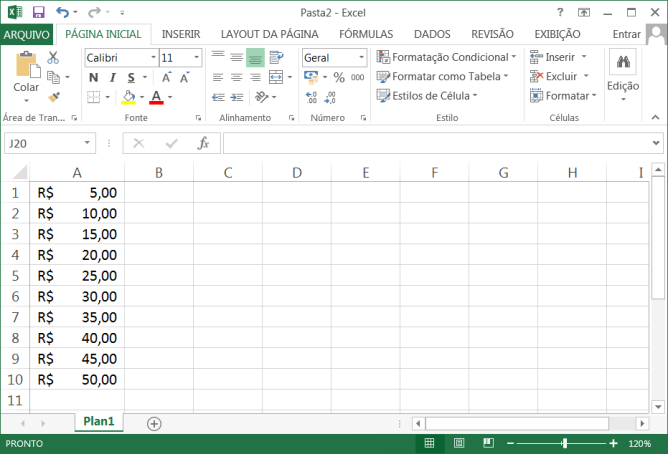 Pasta2 - Excel
ARQUIVO PÁGINA INICIAL INSERIR LAYOUT DA PÁGINA FÓRMULAS DADOS REVISÃO EXIBIÇÃO Entrar
Calibri 11 Geral Formatação Condicional Inserir
N I S A A % 000 Formatar como Tabela Excluir
Colar A Estilos de Célula Formatar Edição
Área de Tran... Fonte Alinhamento Número Estilo Células
J20 fx
A B C D E F G H I
1 R$ 5,00
2 R$ 10,00
3 R$ 15,00
4 R$ 20,00
5 R$ 25,00
6 R$ 30,00
7 R$ 35,00
8 R$ 40,00
9 R$ 45,00
10 R$ 50,00
11
Plan1
PRONTO 120%